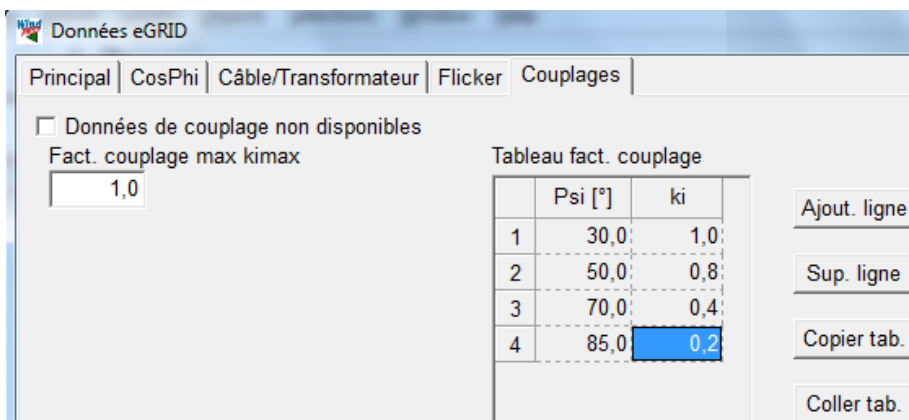 Données eGRID
Principal CosPhi Câble/Transformateur Flicker Couplages
Données de couplage non disponibles
Fact. couplage max kimax
1,0
Tableau fact. couplage
Psi [°] ki
1 30,0 1,0
2 50,0 0,8
3 70,0 0,4
4 85,0 0,2
Ajout. ligne
Sup. ligne
Copier tab.
Coller tab.